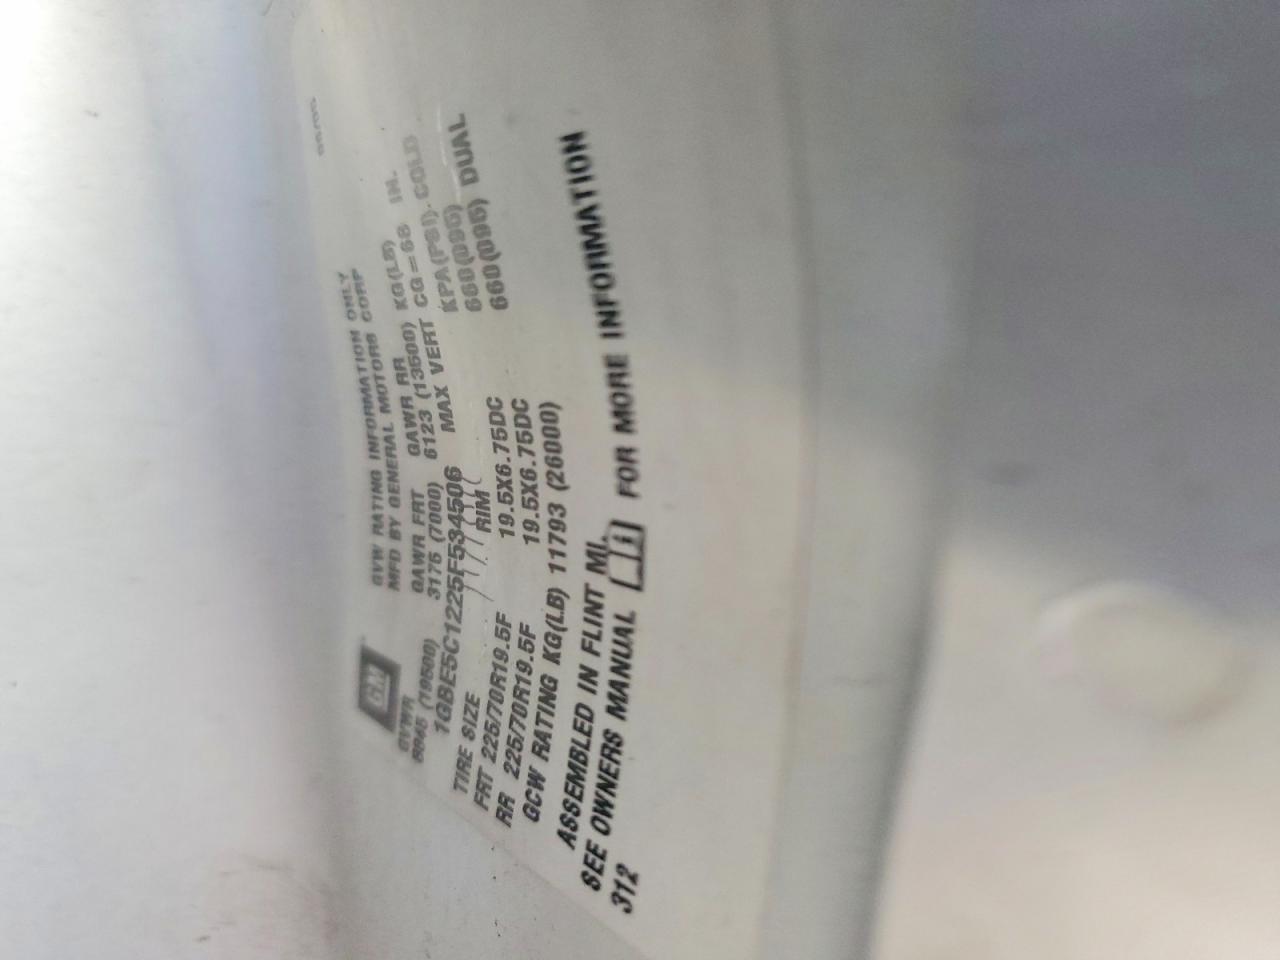 GVW RATING INFORMATION ONLY
MFD BY GENERAL MOTORS CORP
GM
GVWR GAWR FRT GAWR RR KG(LB)
8845 (19500) 3175 (7000) 6123 (13500) CG=68 IN.
1GBE5C1225F534506 MAX VERT
TIRE SIZE RIM KPA(PSI) COLD
FRT 225/70R19.5F 19.5X6.75DC 660(095)
RR 225/70R19.5F 19.5X6.75DC 660(095) DUAL
GCW RATING KG(LB) 11793 (26000)
ASSEMBLED IN FLINT MI.
SEE OWNERS MANUAL FOR MORE INFORMATION
312